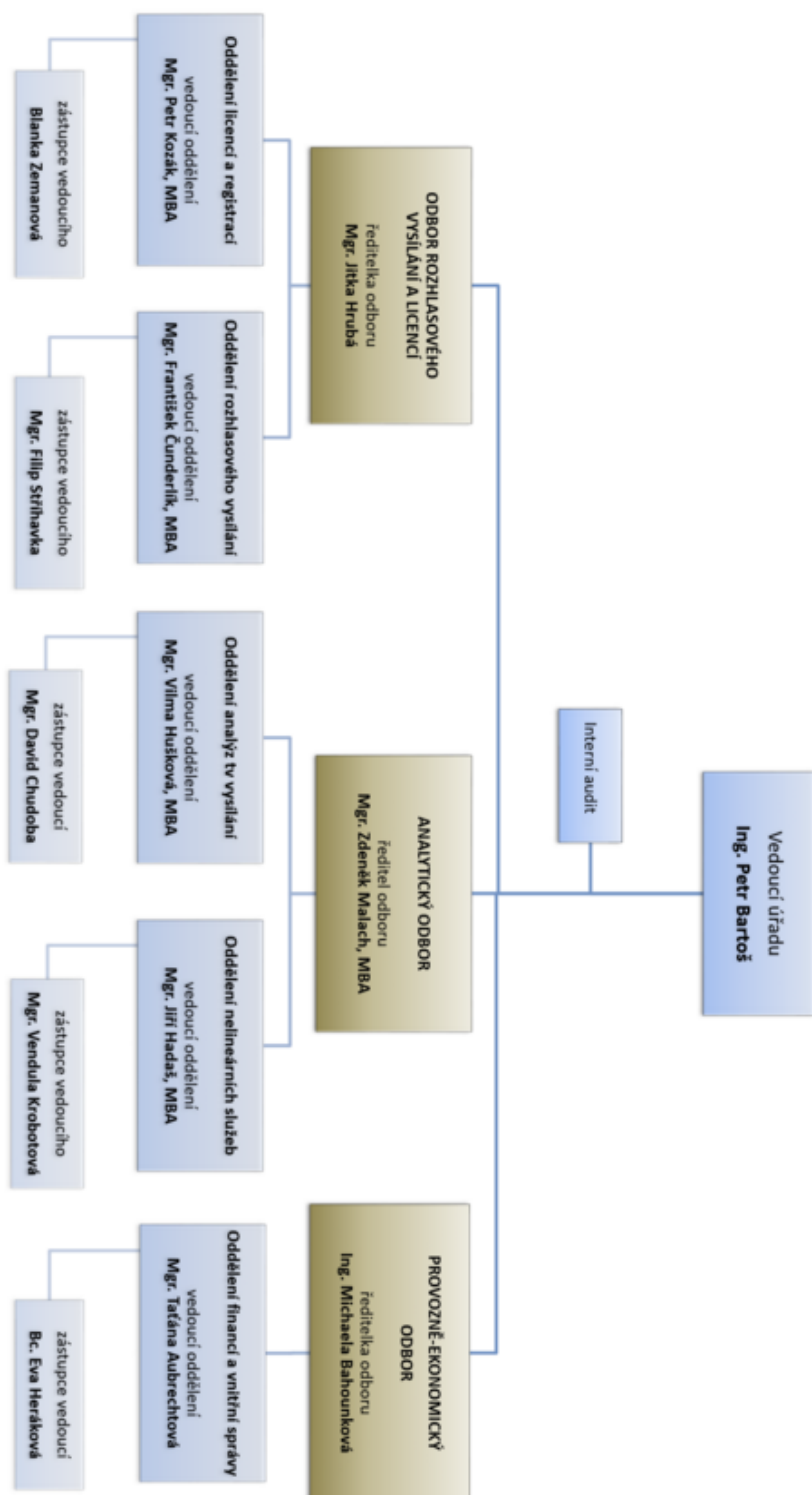 Vedoucí úřadu
Ing. Petr Bartoš
Interní audit
ODBOR ROZHLASOVÉHO
VYSÍLÁNÍ A LICENCÍ
ředitelka odboru
Mgr. Jitka Hrubá
ANALYTICKÝ ODBOR
ředitel odboru
Mgr. Zdeněk Malach, MBA
PROVOZNĚ-EKONOMICKÝ
ODBOR
ředitelka odboru
Ing. Michaela Bahounková
Oddělení licencí a registrací
vedoucí oddělení
Mgr. Petr Kozák, MBA
Oddělení rozhlasového vysílání
vedoucí oddělení
Mgr. František Čunderlík, MBA
Oddělení analýz tv vysílání
vedoucí oddělení
Mgr. Vilma Hušková, MBA
Oddělení nelineárních služeb
vedoucí oddělení
Mgr. Jiří Hadaš, MBA
Oddělení financí a vnitřní správy
vedoucí oddělení
Mgr. Taťána Aubrechtová
zástupce vedoucího
Blanka Zemanová
zástupce vedoucího
Mgr. Filip Střihavka
zástupce vedoucí
Mgr. David Chudoba
zástupce vedoucího
Mgr. Vendula Krobotová
zástupce vedoucí
Bc. Eva Heráková